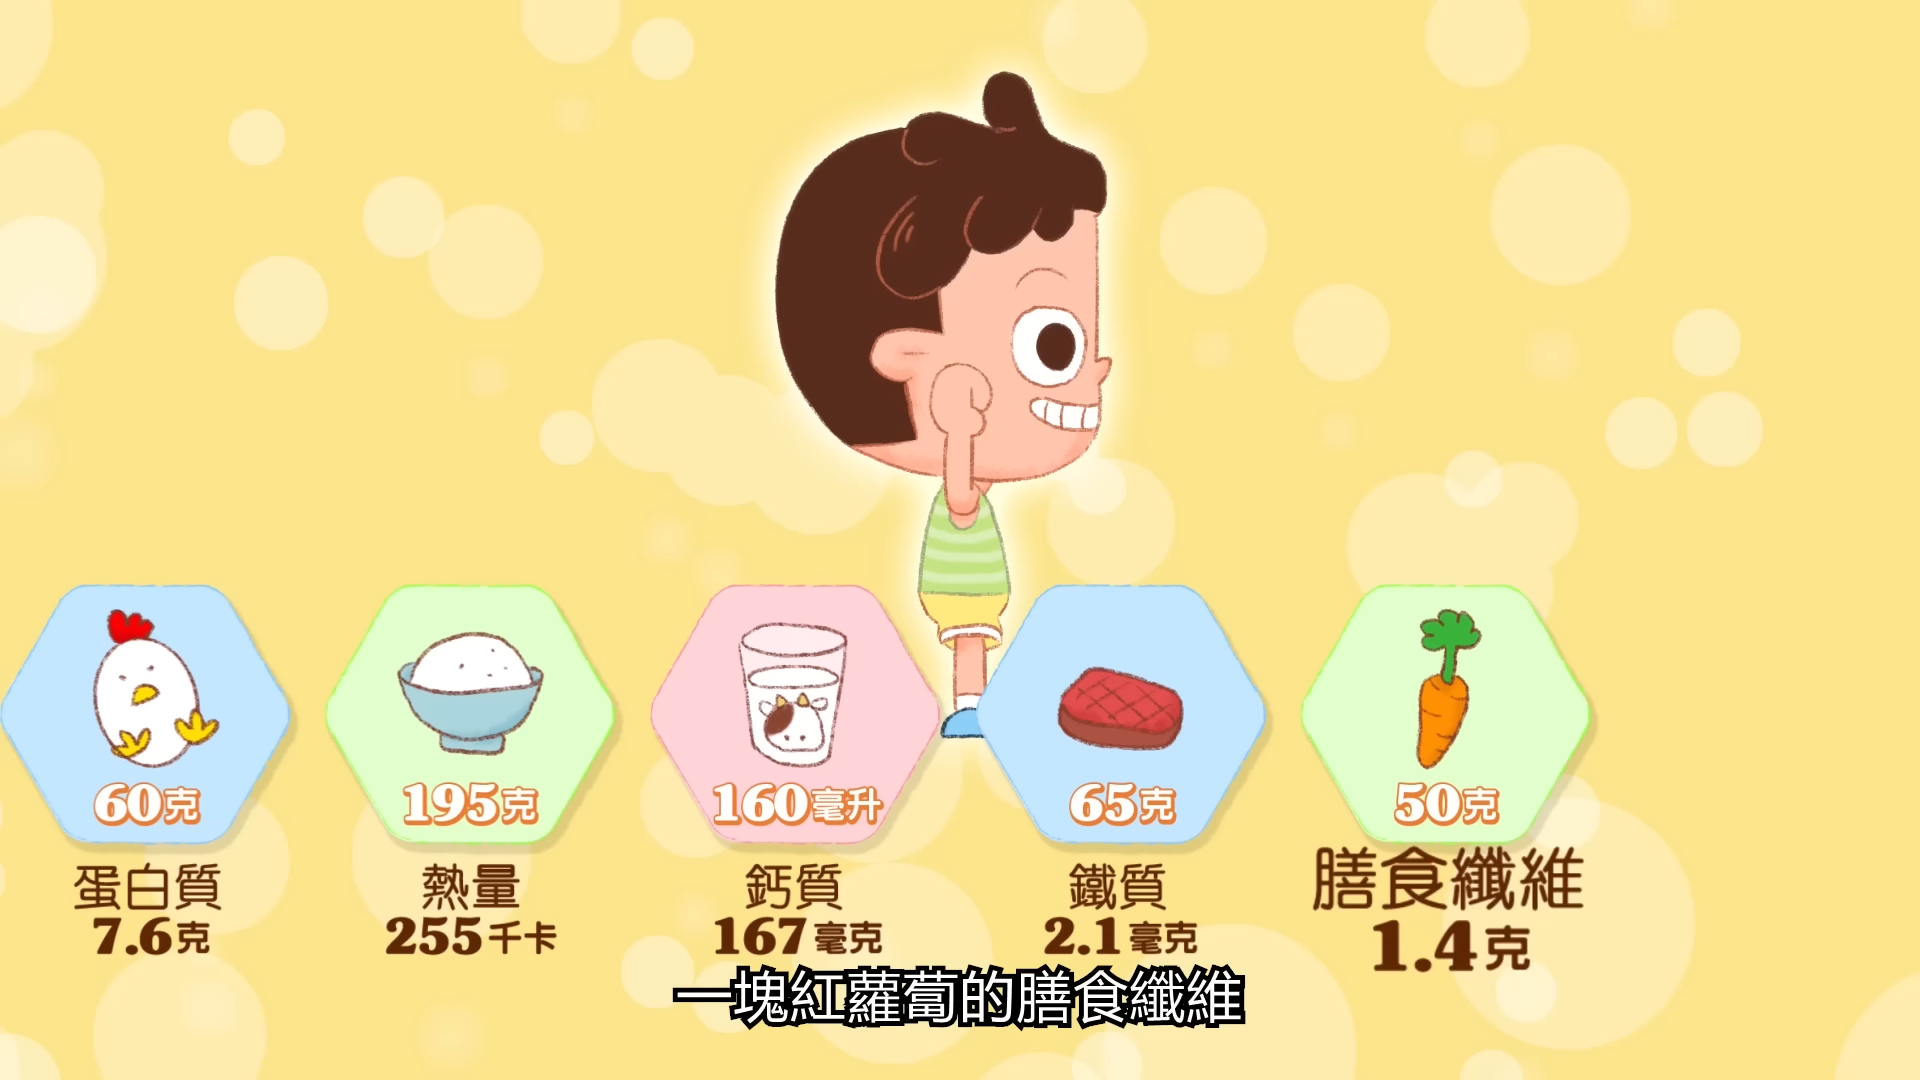 60克
蛋白質
7.6克
195克
熱量
255千卡
160毫升
鈣質
167毫克
65克
鐵質
2.1毫克
50克
膳食纖維
1.4克
一塊紅蘿蔔的膳食纖維